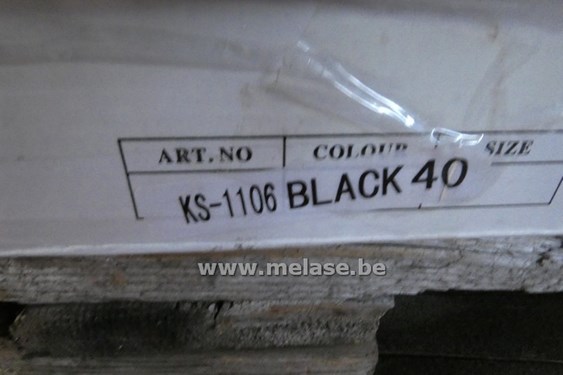 ART. NO COLOUR SIZE
KS-1106 BLACK 40
www.melase.be